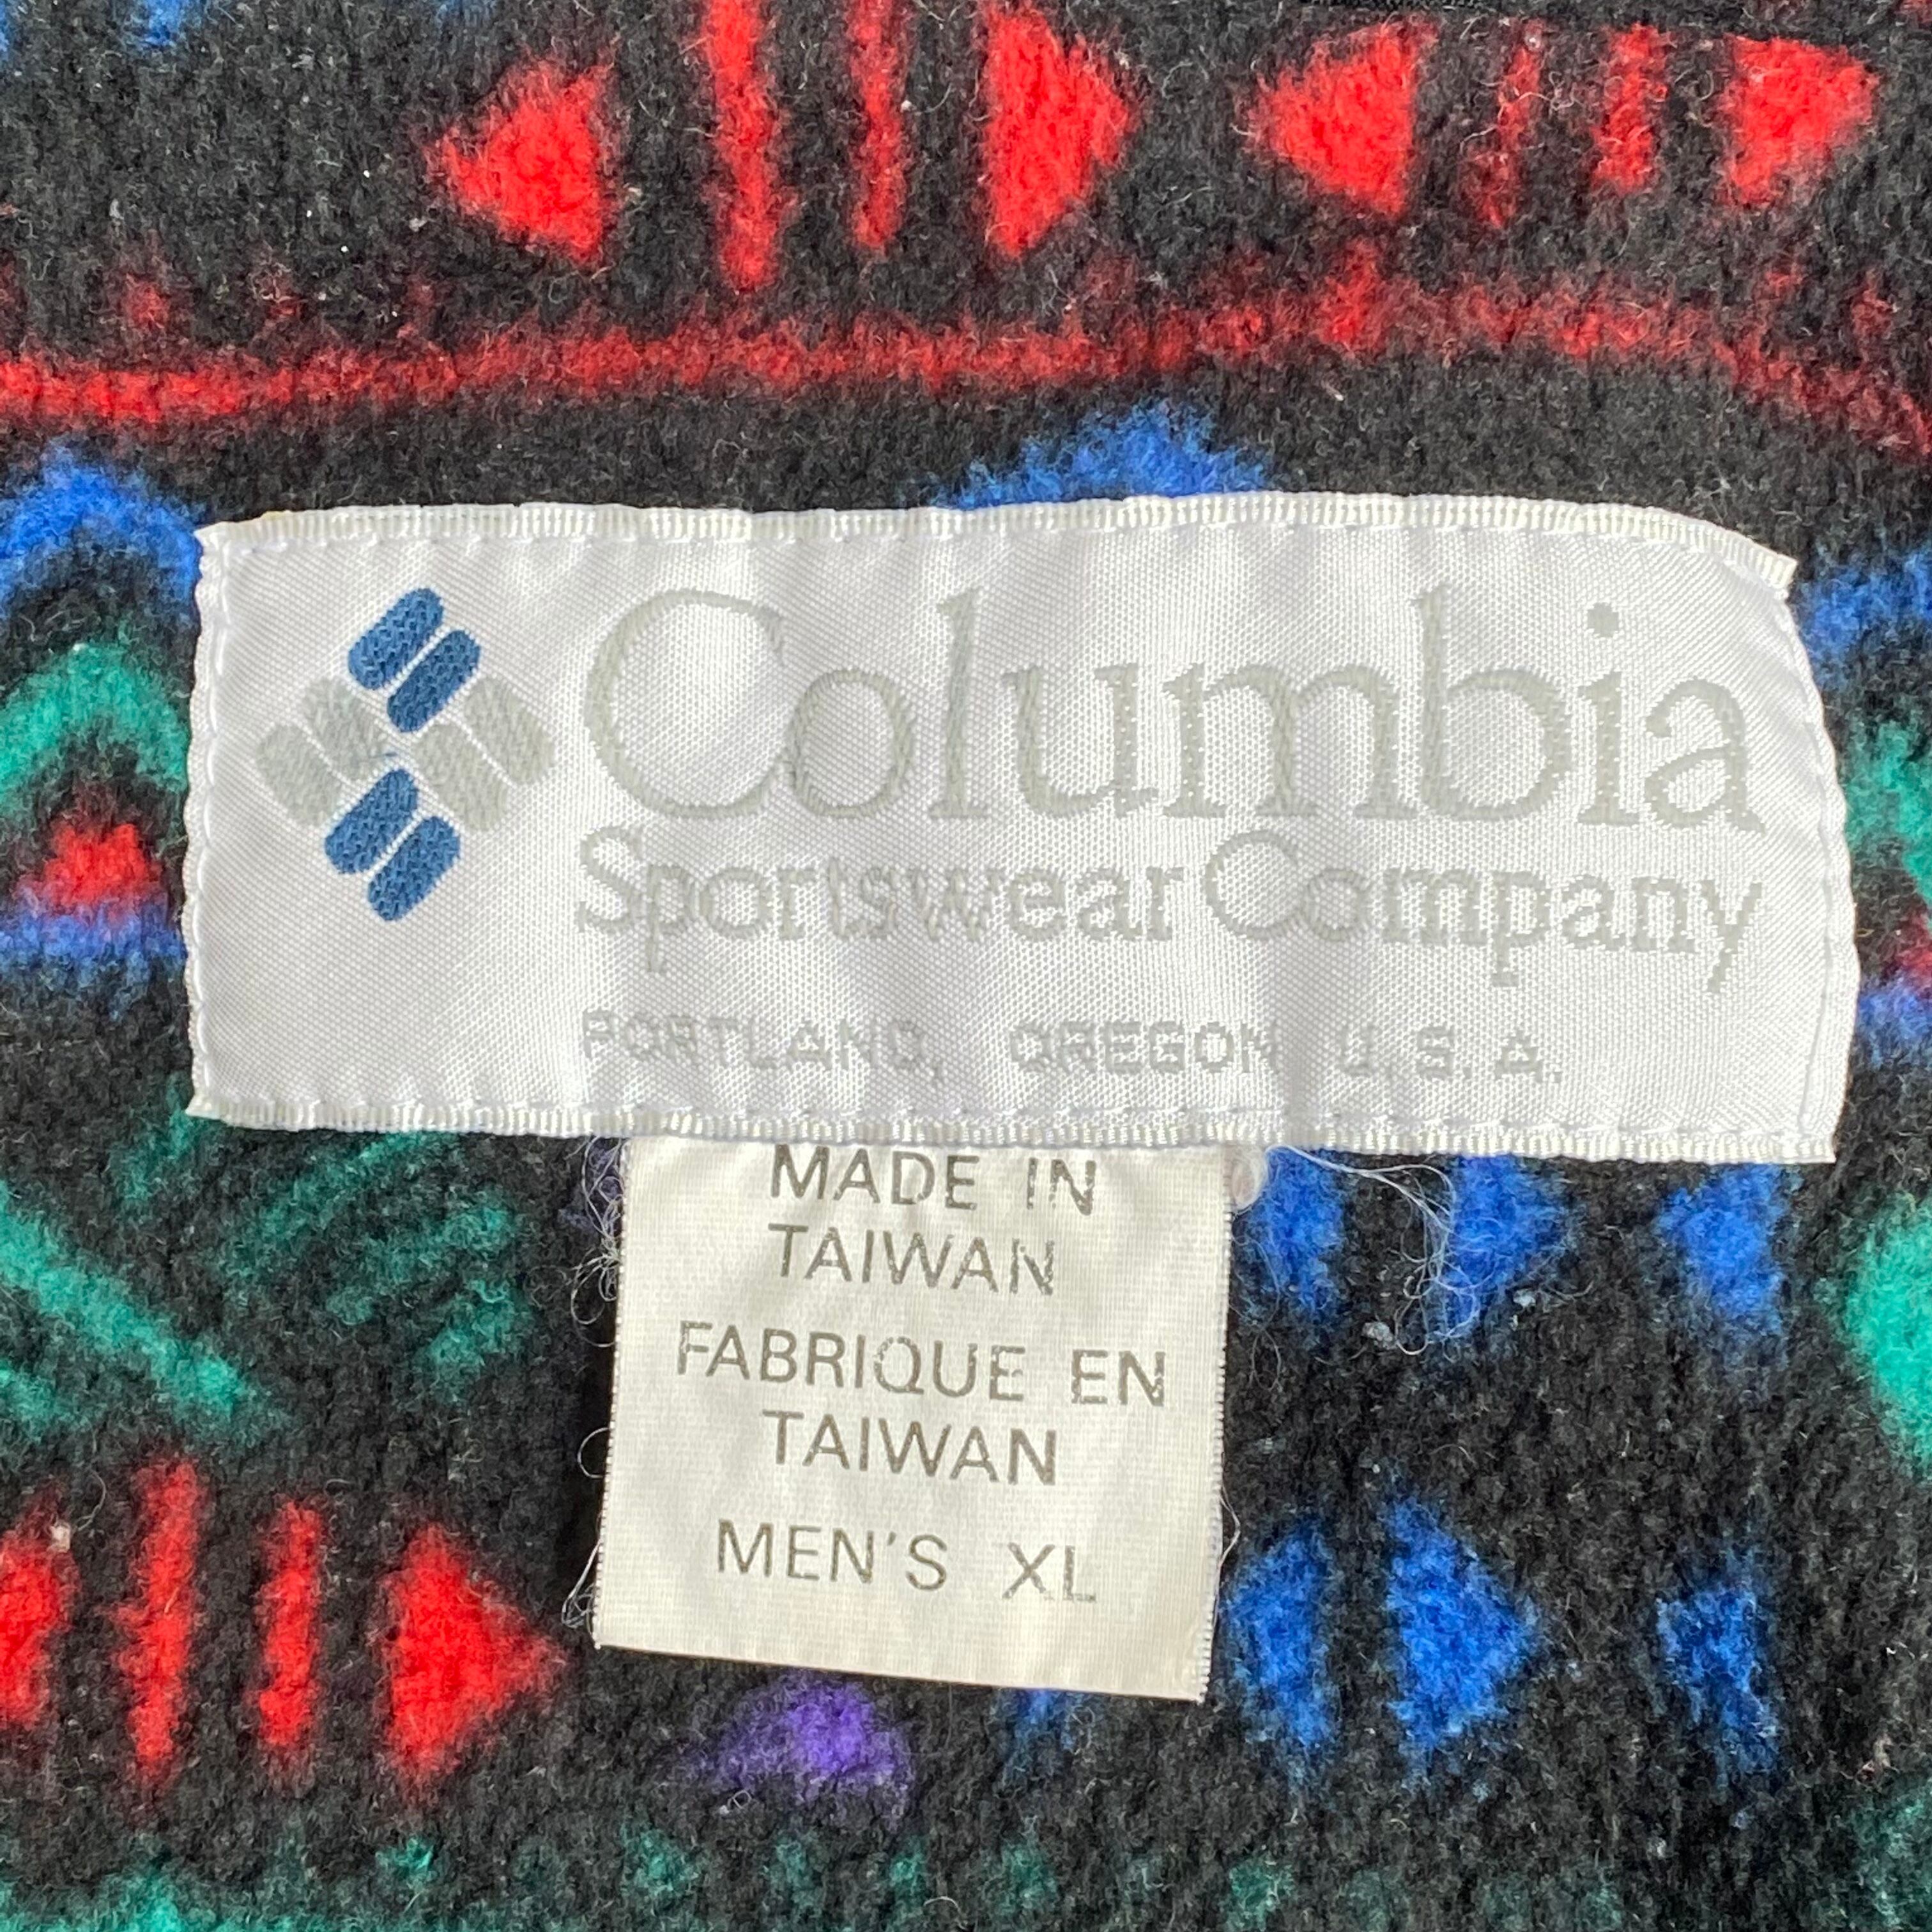 Columbia
Sportswear Company
PORTLAND, OREGON U.S.A.
MADE IN
TAIWAN
FABRIQUE EN
TAIWAN
MEN'S XL